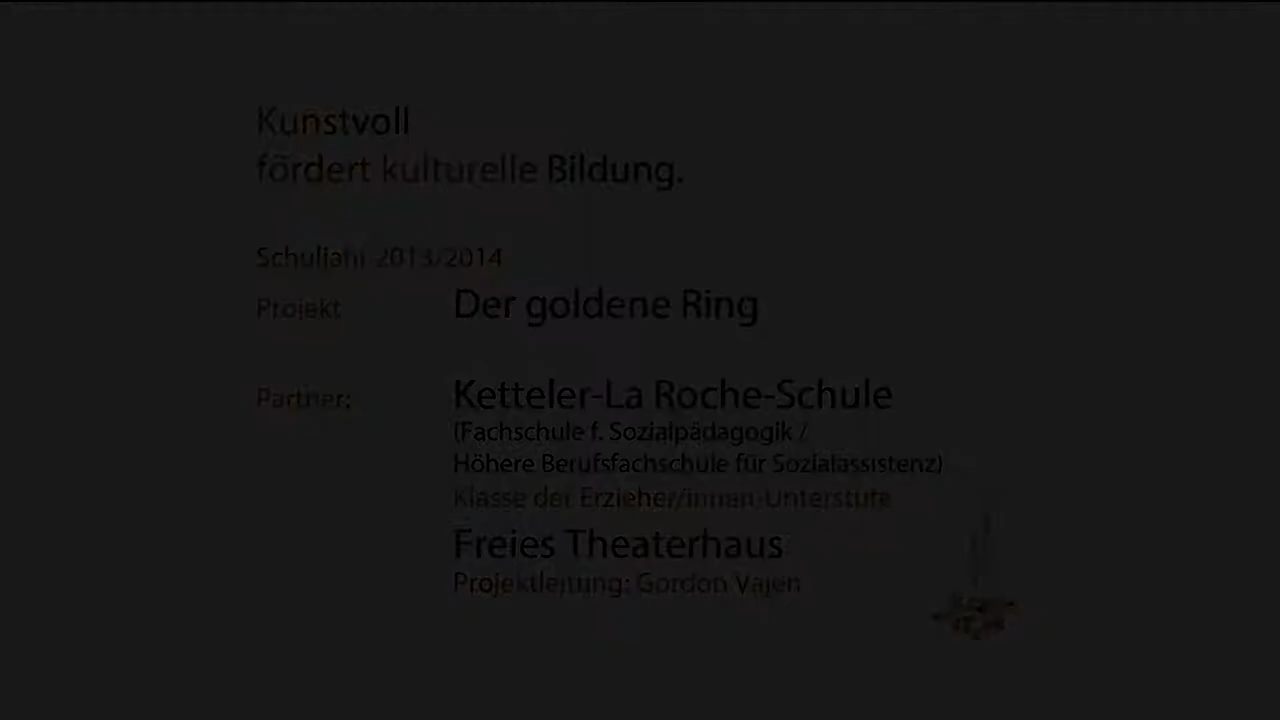 Kunstvoll
fördert kulturelle Bildung.
Schuljahr 2013/2014
Projekt Der goldene Ring
Partner: Ketteler-La Roche-Schule
(Fachschule f. Sozialpädagogik /
Höhere Berufsfachschule für Sozialassistenz)
Klasse der Erzieher/innen-Unterstufe
Freies Theaterhaus
Projektleitung: Gordon Vajen